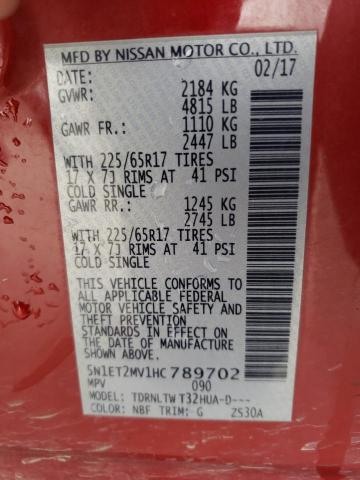 MFD BY NISSAN MOTOR CO., LTD.
DATE: 02/17
GVWR: 2184 KG
4815 LB
GAWR FR.: 1110 KG
2447 LB
WITH 225/65R17 TIRES
17 X 7J RIMS AT 41 PSI
COLD SINGLE
GAWR RR.: 1245 KG
2745 LB
WITH 225/65R17 TIRES
17 X 7J RIMS AT 41 PSI
COLD SINGLE
THIS VEHICLE CONFORMS TO
ALL APPLICABLE FEDERAL
MOTOR VEHICLE SAFETY AND
THEFT PREVENTION
STANDARDS IN EFFECT ON THE
DATE OF MANUFACTURE
SHOWN ABOVE.
5N1ET2MV1HC 789702
MPV 090
MODEL: TDRNLTW T32HUA-D---
COLOR: NBF TRIM: G ZS30A